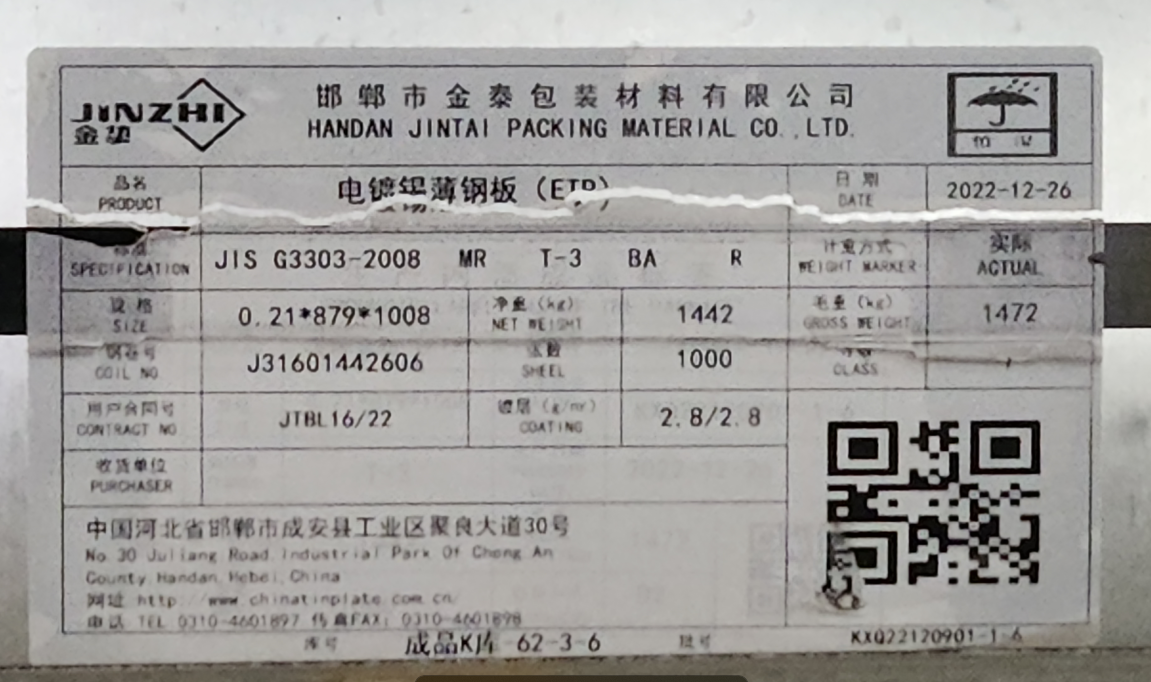 JINZHI
金挚
邯郸市金泰包装材料有限公司
HANDAN JINTAI PACKING MATERIAL CO.,LTD.
品名 电镀锡薄钢板（ETP） 日期 2022-12-26
PRODUCT DATE
标准 JIS G3303-2008 MR T-3 BA R 计重方式 实际
SPECIFICATION WEIGHT MARKER ACTUAL
规格 0.21*879*1008 净重（kg） 1442 毛重（kg） 1472
SIZE NET WEIGHT GROSS WEIGHT
钢卷号 J31601442606 张数 1000
COIL NO SHEEL CLASS
用户合同号 JTBL16/22 镀层（g/m²） 2.8/2.8
CONTRACT NO COATING
收货单位
PURCHASER
中国河北省邯郸市成安县工业区聚良大道30号
No 30 Juliang Road Industrial Park Of Cheng An
County, Handan, Hebei, China
网址 http://www.chinatinplate.com.cn/
电话 TEL 0310-4601897 传真FAX: 0310-4601898
库号 成品K库-62-3-6 批号 KXQ22120901-1-6